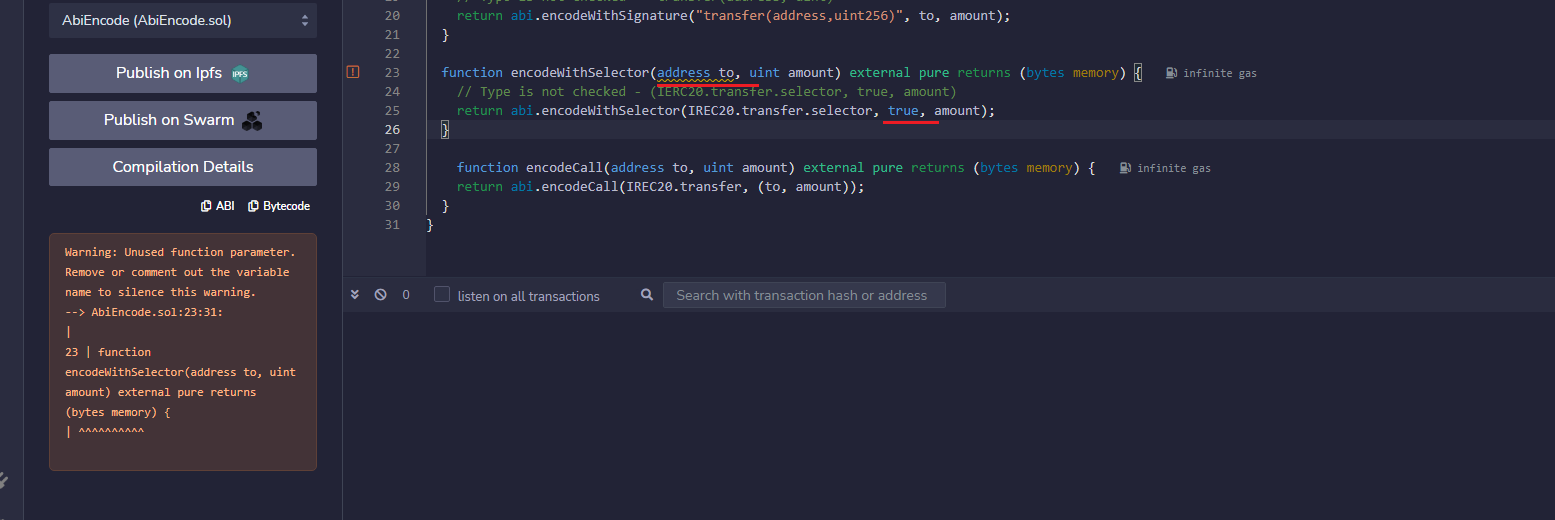 AbiEncode (AbiEncode.sol)
Publish on Ipfs IPFS
Publish on Swarm
Compilation Details
ABI Bytecode
Warning: Unused function parameter.
Remove or comment out the variable
name to silence this warning.
--> AbiEncode.sol:23:31:
|
23 | function
encodeWithSelector(address to, uint
amount) external pure returns
(bytes memory) {
| ^^^^^^^^^^
20 return abi.encodeWithSignature("transfer(address,uint256)", to, amount);
21 }
22
23 function encodeWithSelector(address to, uint amount) external pure returns (bytes memory) { infinite gas
24 // Type is not checked - (IERC20.transfer.selector, true, amount)
25 return abi.encodeWithSelector(IREC20.transfer.selector, true, amount);
26 }
27
28 function encodeCall(address to, uint amount) external pure returns (bytes memory) { infinite gas
29 return abi.encodeCall(IREC20.transfer, (to, amount));
30 }
31 }
0 listen on all transactions Search with transaction hash or address